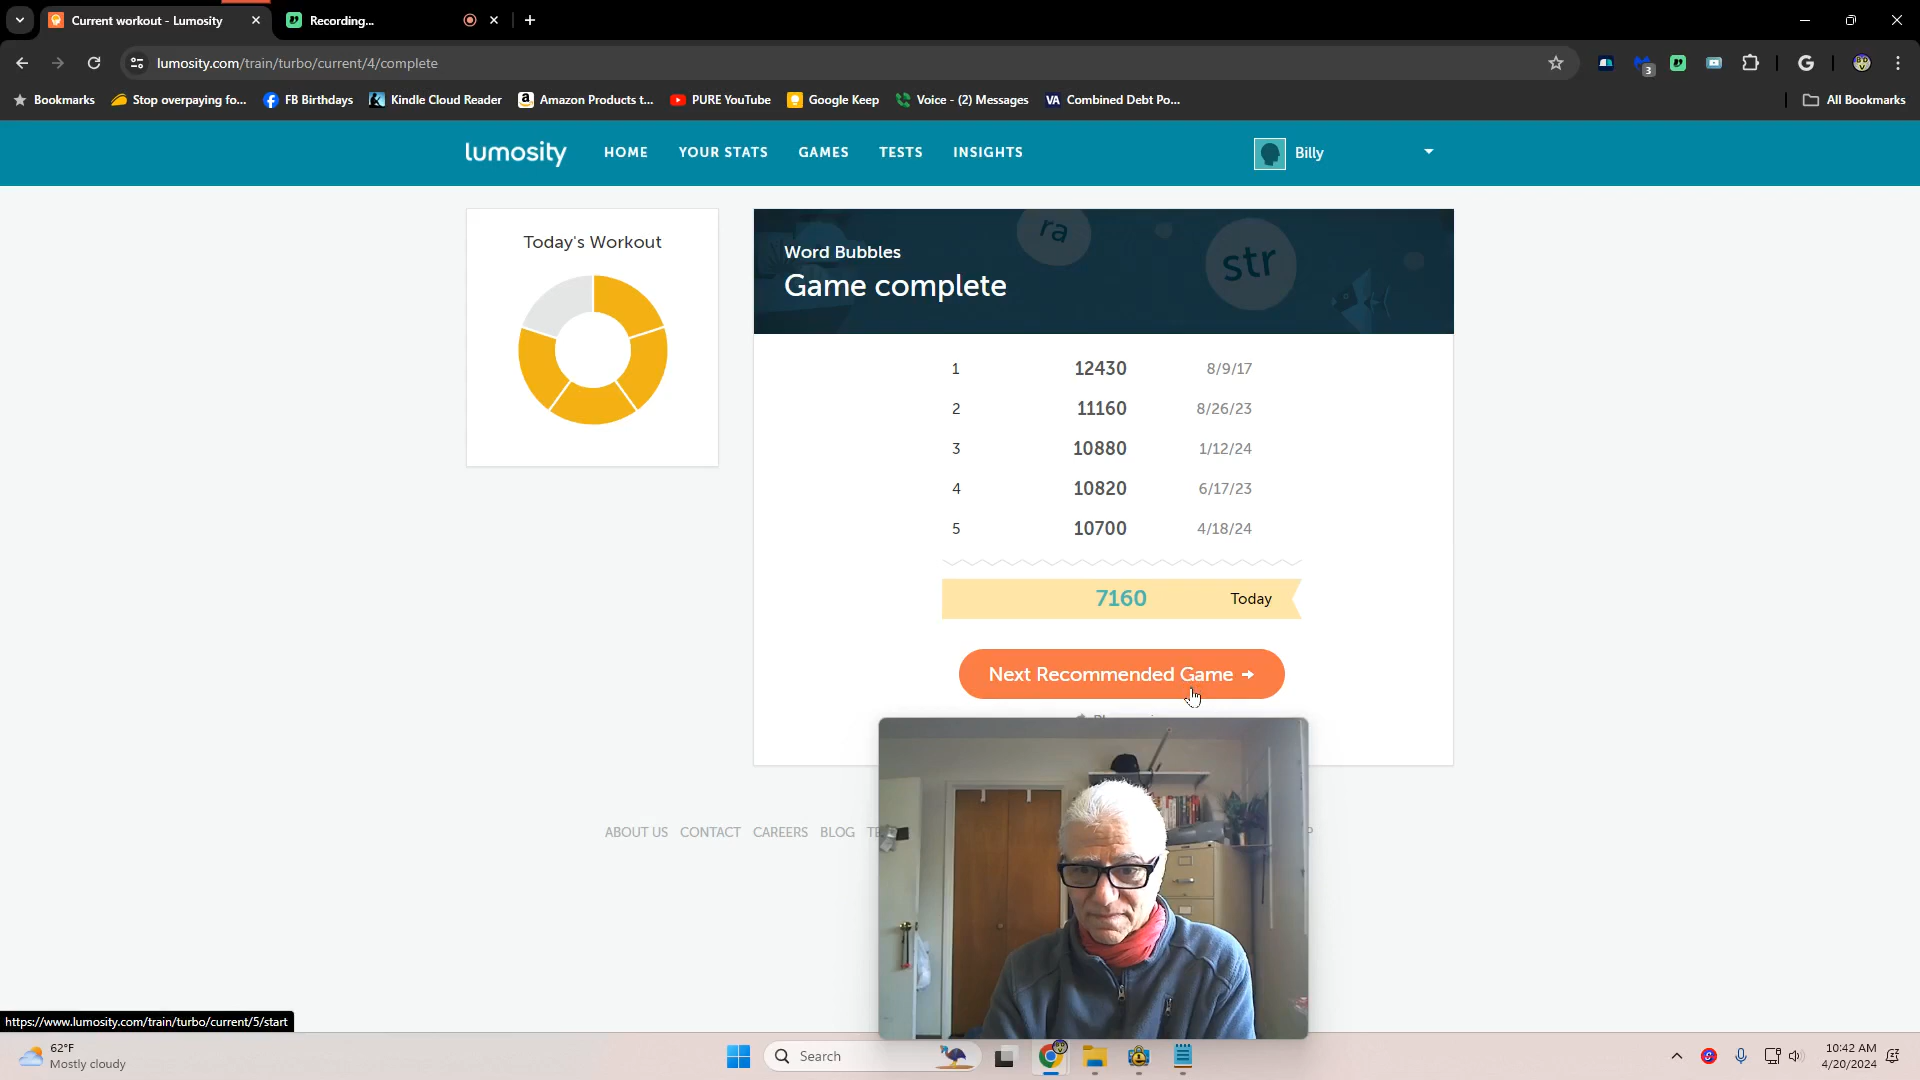 Current workout - Lumosity
Recording...
lumosity.com/train/turbo/current/4/complete
3
G
Bookmarks
Stop overpaying fo...
FB Birthdays
Kindle Cloud Reader
Amazon Products t...
PURE YouTube
Google Keep
Voice - (2) Messages
VA Combined Debt Po...
All Bookmarks
lumosity
HOME
YOUR STATS
GAMES
TESTS
INSIGHTS
Billy
Today's Workout
ra
str
Word Bubbles
Game complete
1 12430 8/9/17
2 11160 8/26/23
3 10880 1/12/24
4 10820 6/17/23
5 10700 4/18/24
7160 Today
Next Recommended Game →
ABOUT US CONTACT CAREERS BLOG
https://www.lumosity.com/train/turbo/current/5/start
62°F
Mostly cloudy
Search
10:42 AM
4/20/2024